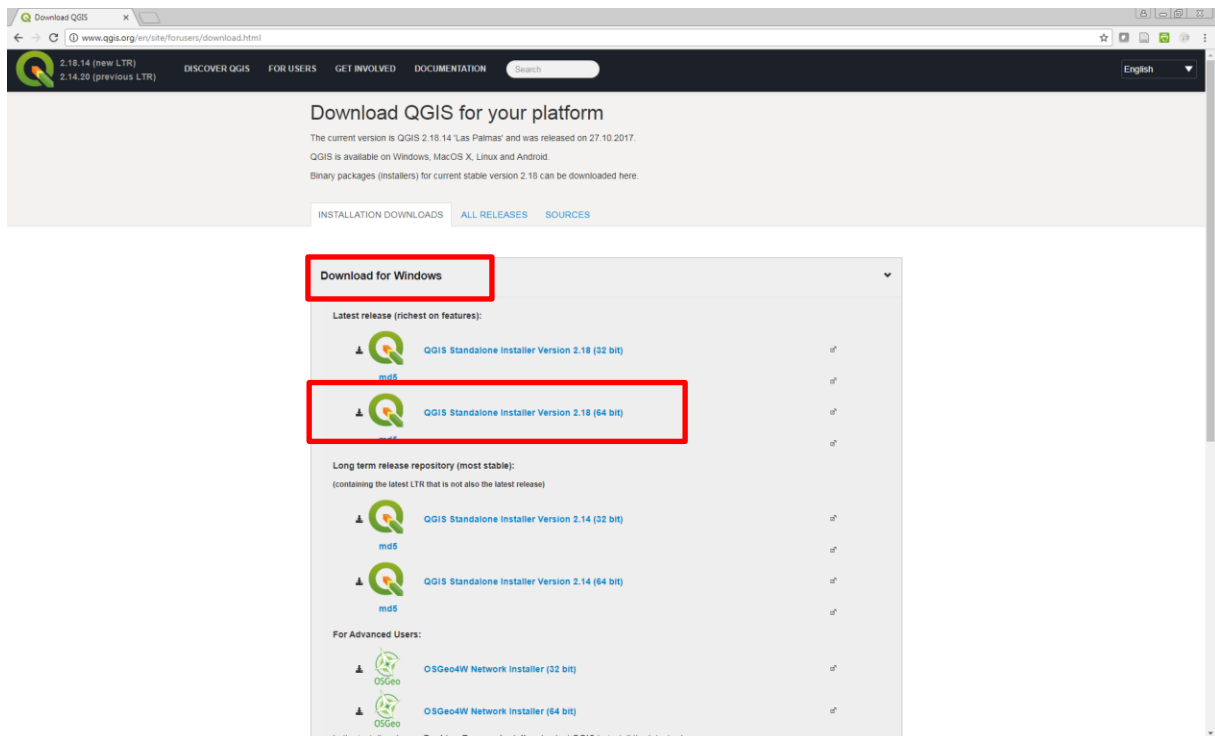 Download QGIS
www.qgis.org/en/site/forusers/download.html
2.18.14 (new LTR)
2.14.20 (previous LTR)
DISCOVER QGIS FOR USERS GET INVOLVED DOCUMENTATION Search English
Download QGIS for your platform
The current version is QGIS 2.18.14 'Las Palmas' and was released on 27.10.2017.
QGIS is available on Windows, MacOS X, Linux and Android.
Binary packages (installers) for current stable version 2.18 can be downloaded here.
INSTALLATION DOWNLOADS ALL RELEASES SOURCES
Download for Windows
Latest release (richest on features):
QGIS Standalone Installer Version 2.18 (32 bit)
md5
QGIS Standalone Installer Version 2.18 (64 bit)
md5
Long term release repository (most stable):
(containing the latest LTR that is not also the latest release)
QGIS Standalone Installer Version 2.14 (32 bit)
md5
QGIS Standalone Installer Version 2.14 (64 bit)
md5
For Advanced Users:
OSGeo
OSGeo4W Network Installer (32 bit)
OSGeo
OSGeo4W Network Installer (64 bit)